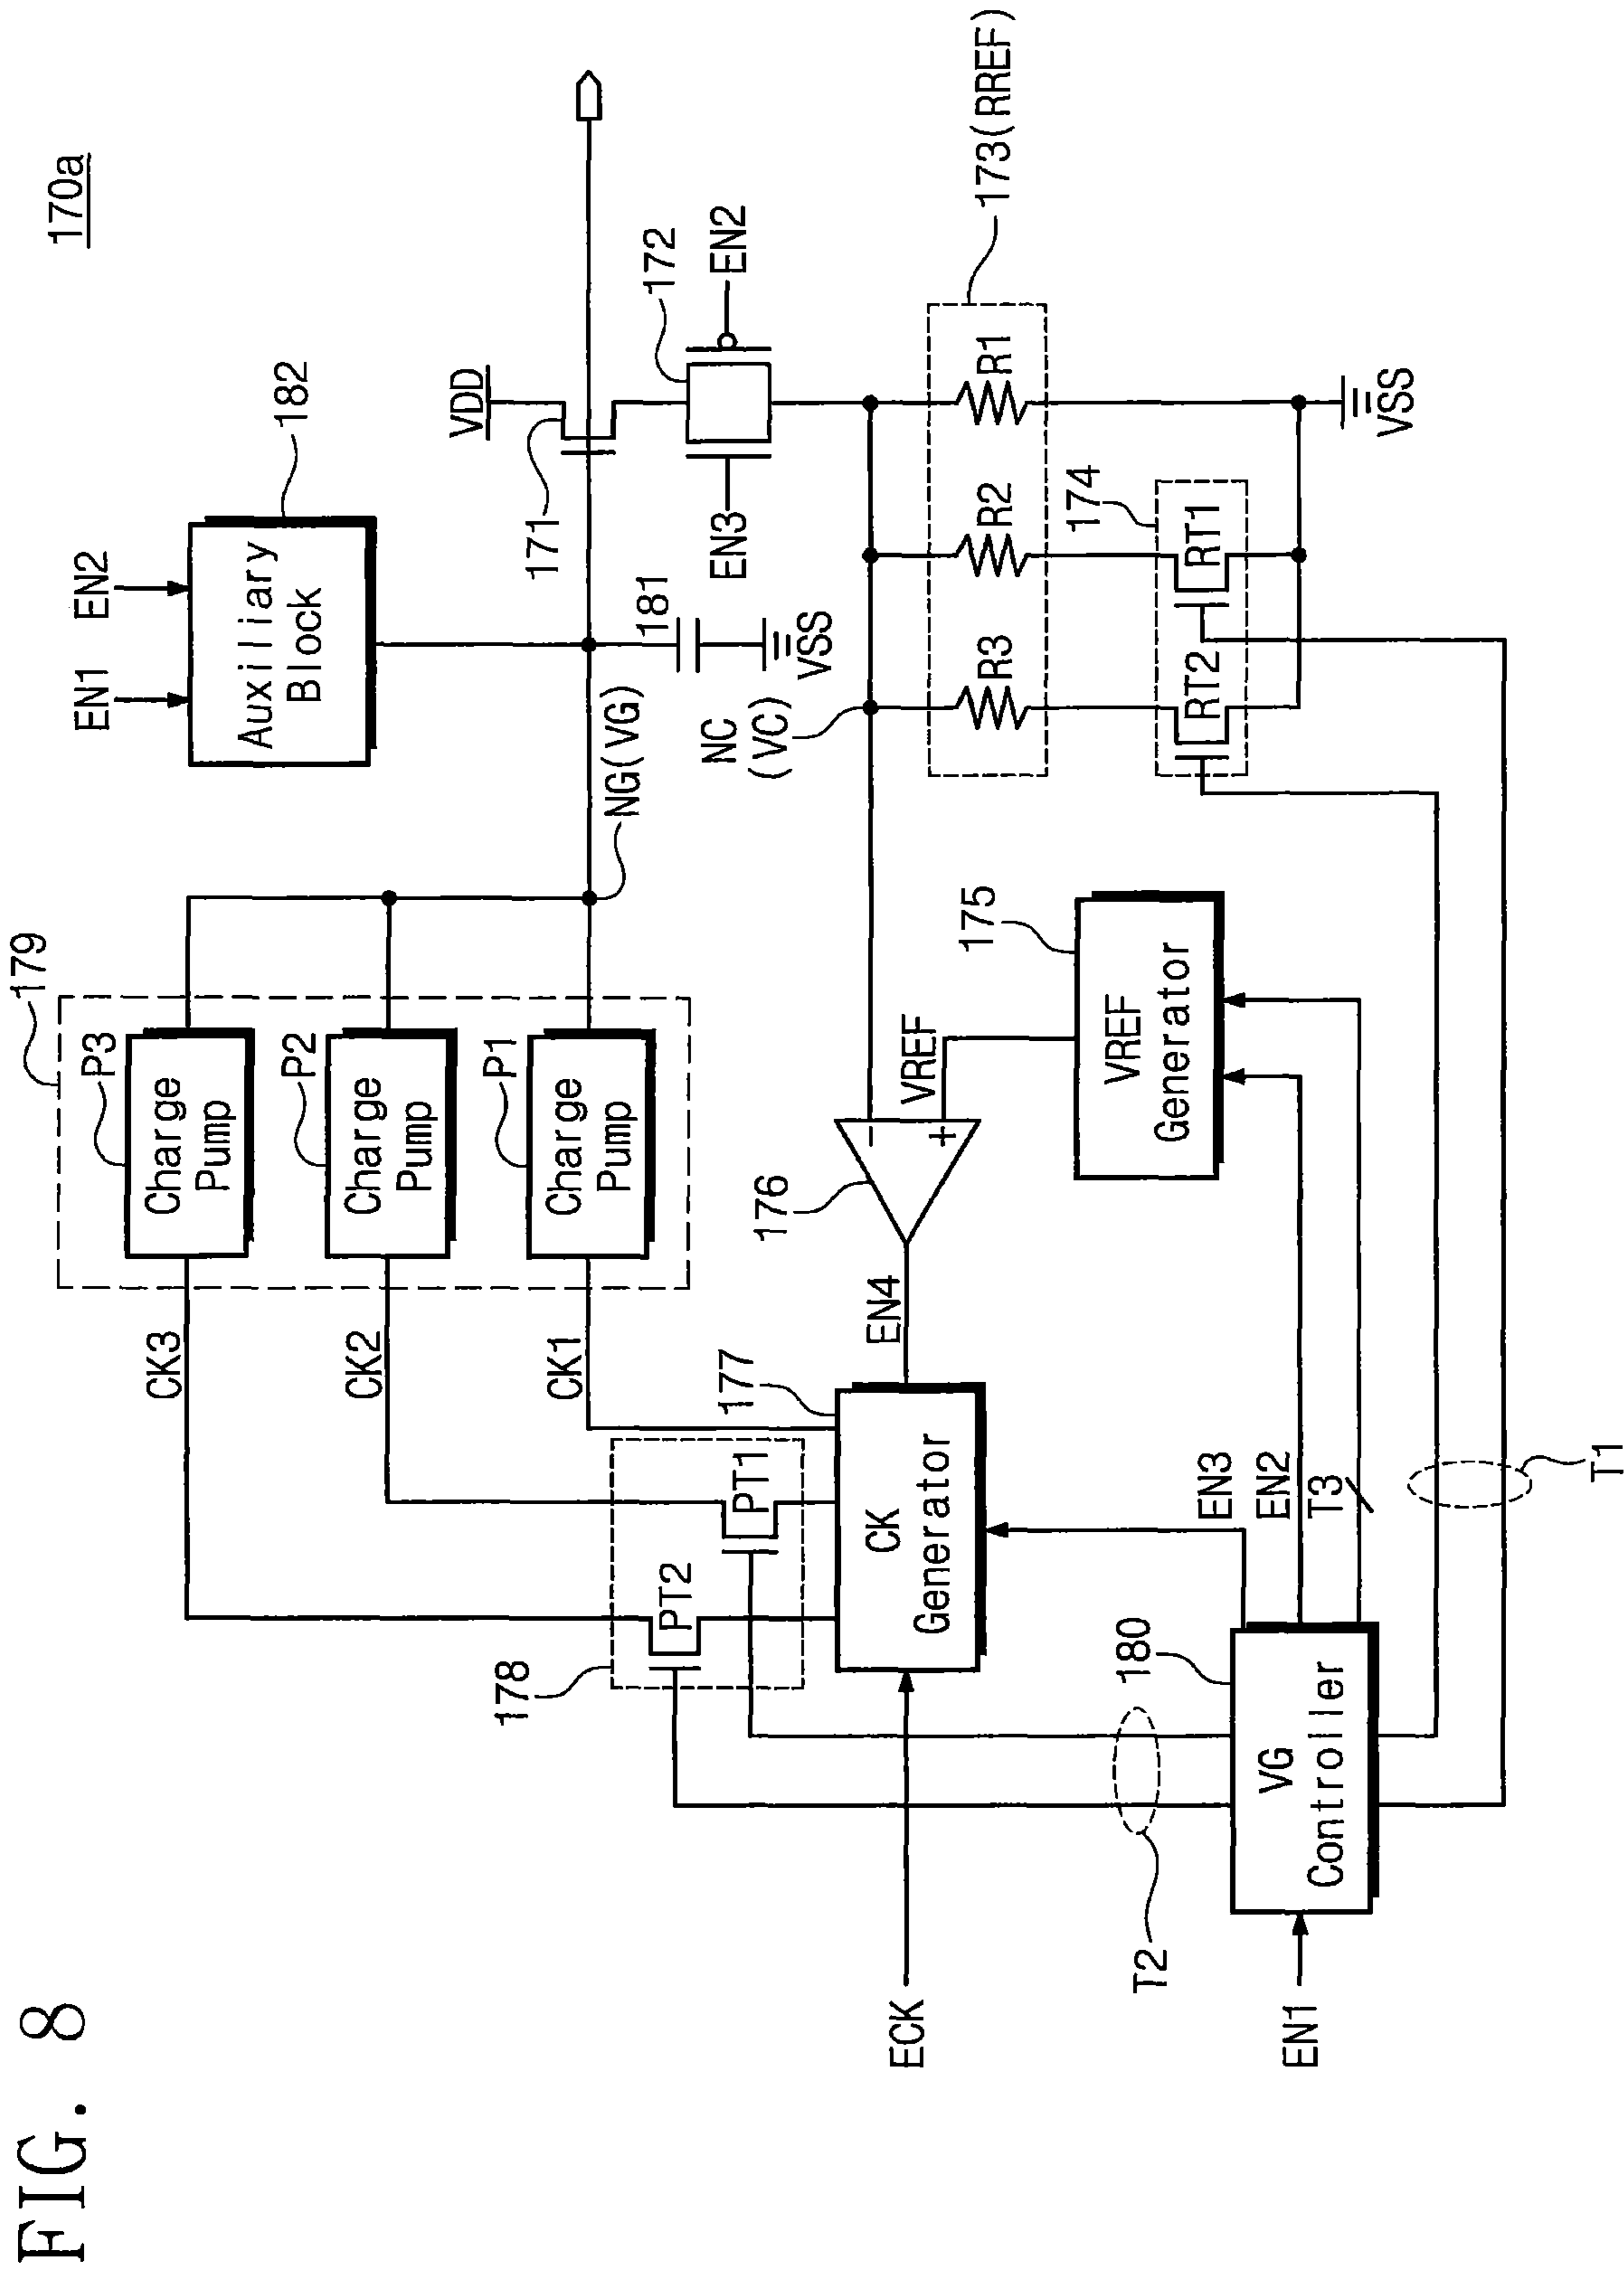 FIG. 8
170a
179
P3
Charge
Pump
CK3
P2
Charge
Pump
CK2
P1
Charge
Pump
CK1
EN1
EN2
Auxiliary
Block
182
NG(VG)
181
VSS
VDD
171
172
EN3
EN2
178
PT2
PT1
177
CK
Generator
ECK
EN4
176
-
+
VREF
175
VREF
Generator
NC
(VC)
173(RREF)
R3
R2
R1
174
RT2
RT1
VSS
T2
180
VG
Controller
EN1
EN3
EN2
T3
T1